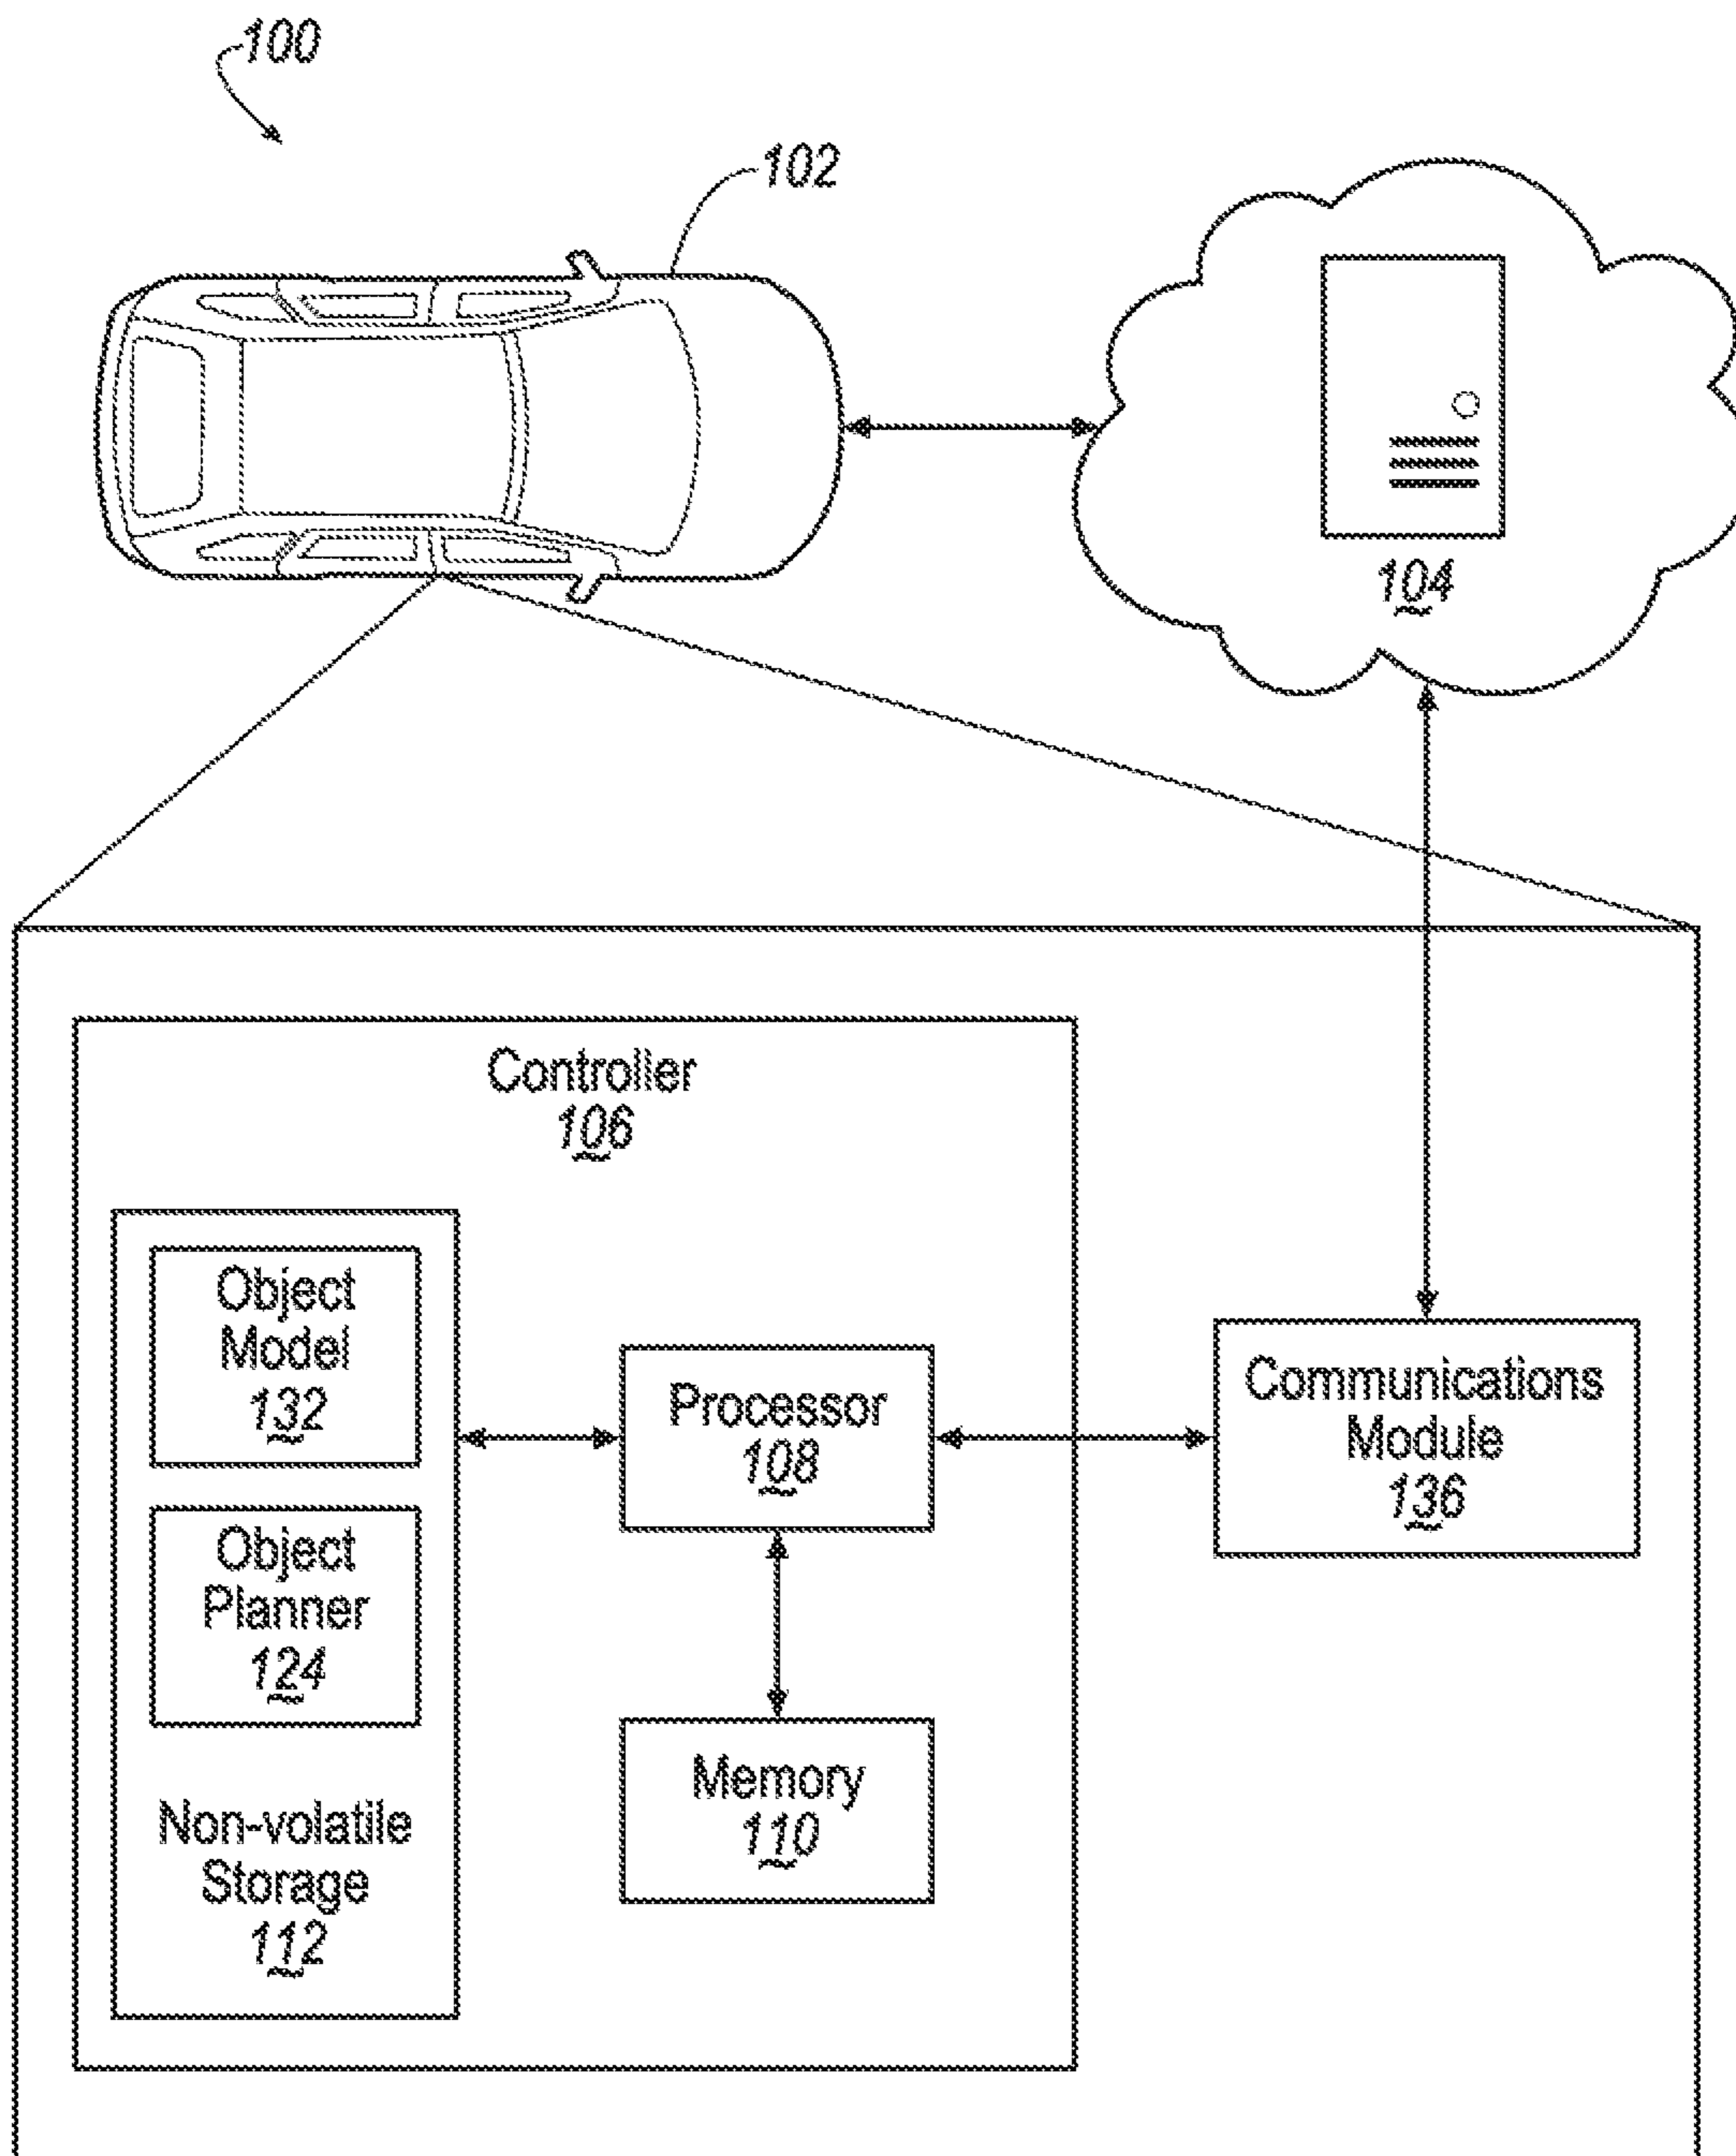 100
102
104
Controller
106
Object
Model
132
Object
Planner
124
Non-volatile
Storage
112
Processor
108
Memory
110
Communications
Module
136